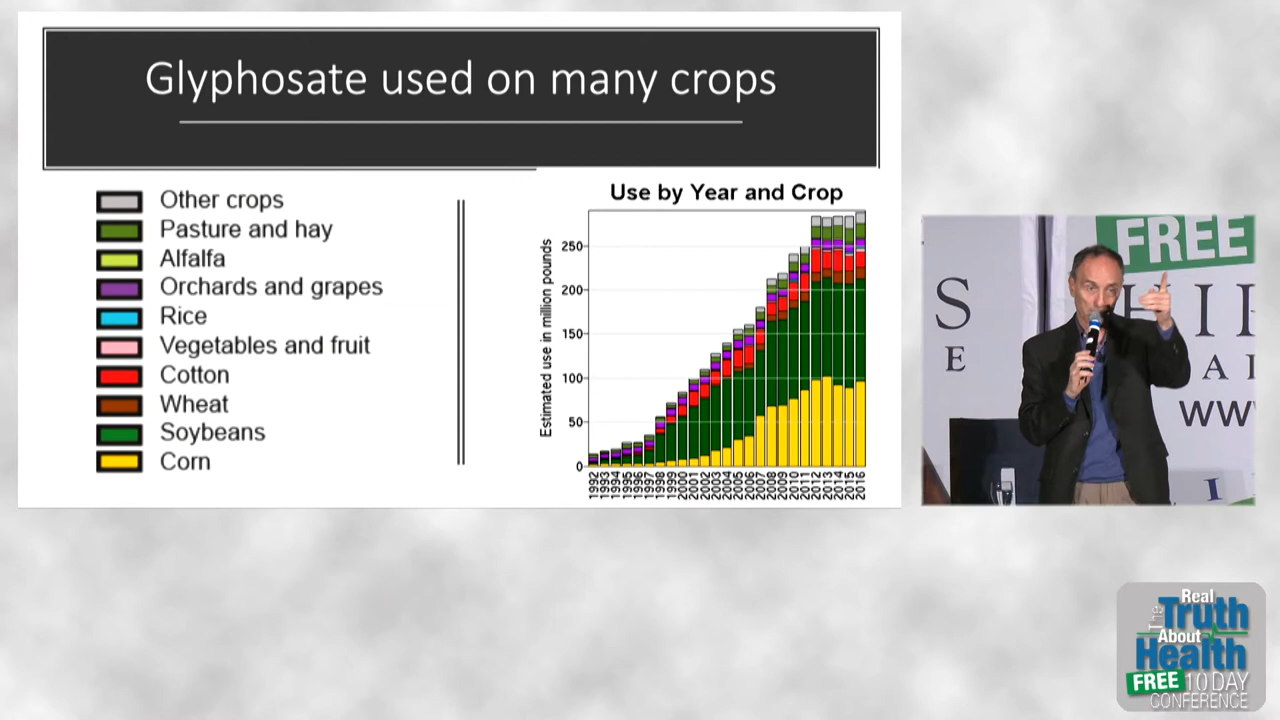 Glyphosate used on many crops
Other crops
Pasture and hay
Alfalfa
Orchards and grapes
Rice
Vegetables and fruit
Cotton
Wheat
Soybeans
Corn
Use by Year and Crop
Estimated use in million pounds
250
200
150
100
50
0
1992
1993
1994
1995
1996
1997
1998
1999
2000
2001
2002
2003
2004
2005
2006
2007
2008
2009
2010
2011
2012
2013
2014
2015
2016
FREE
S
E
WW
The Real
Truth
About
Health
FREE 10 DAY
CONFERENCE